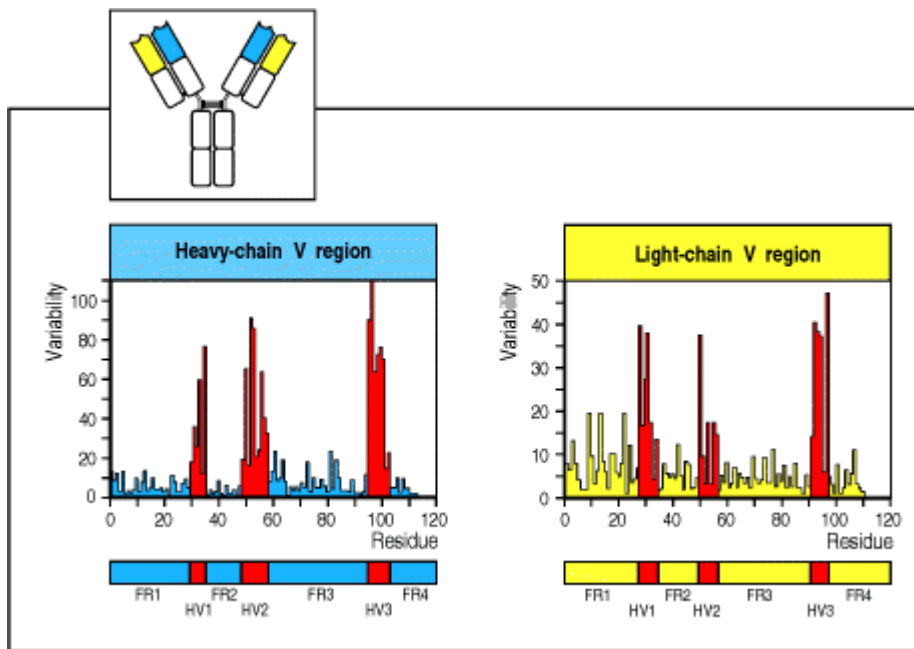 Heavy-chain V region
Variability
100
80
60
40
20
0
0 20 40 60 80 100 120
Residue
FR1 FR2 FR3 FR4
HV1 HV2 HV3
Light-chain V region
Variability
50
40
30
20
10
0
0 20 40 60 80 100 120
Residue
FR1 FR2 FR3 FR4
HV1 HV2 HV3